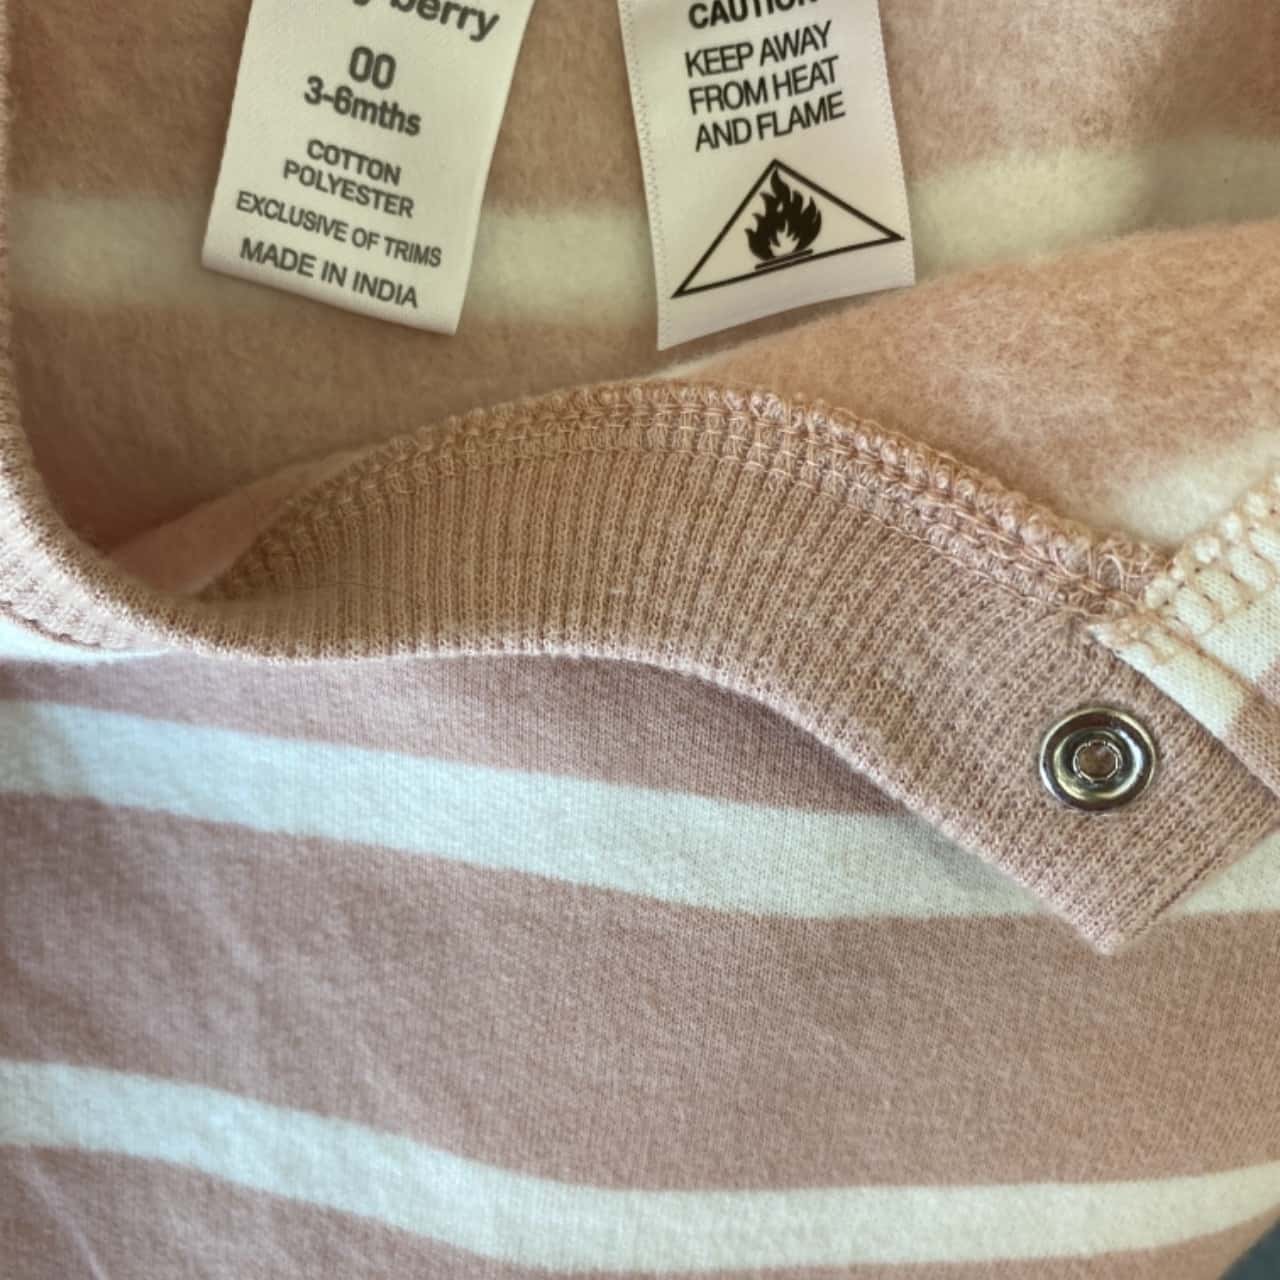 berry
00
3-6mths
COTTON
POLYESTER
EXCLUSIVE OF TRIMS
MADE IN INDIA
CAUTION
KEEP AWAY
FROM HEAT
AND FLAME